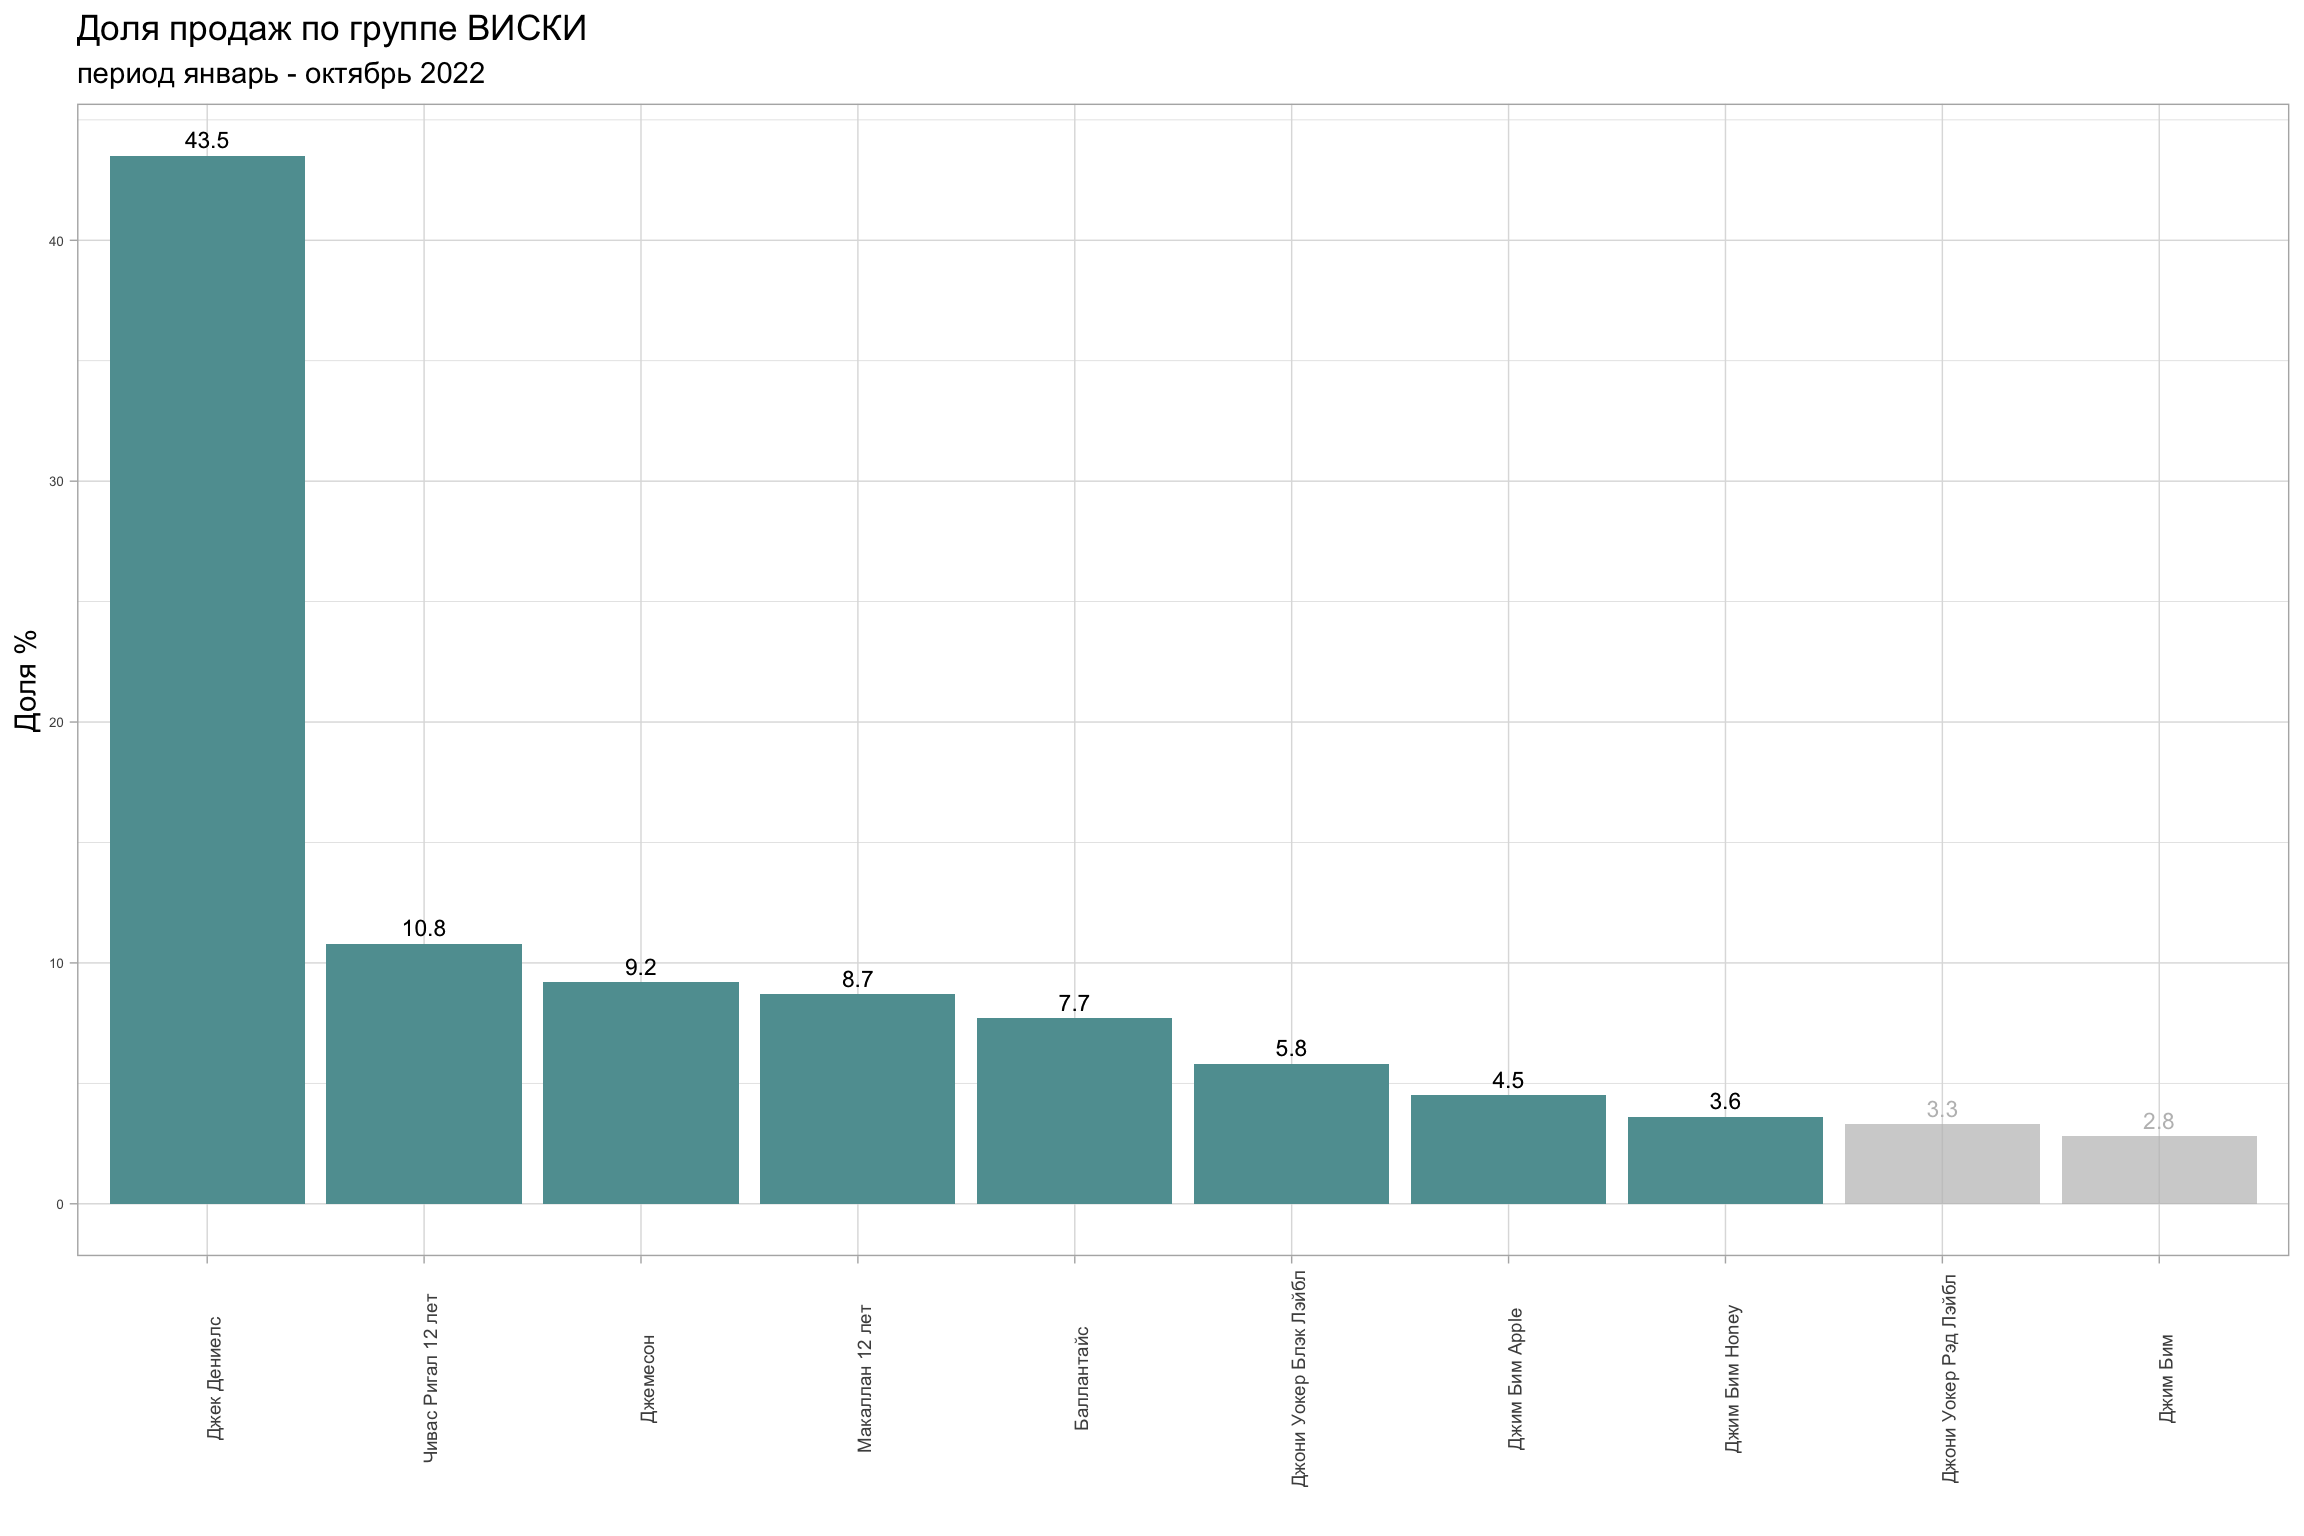 Доля продаж по группе ВИСКИ
период январь - октябрь 2022
Доля %
40
30
20
10
0
43.5
10.8
9.2
8.7
7.7
5.8
4.5
3.6
3.3
2.8
Джек Дениелс
Чивас Ригал 12 лет
Джемесон
Макаллан 12 лет
Баллантайс
Джони Уокер Блэк Лэйбл
Джим Бим Apple
Джим Бим Honey
Джони Уокер Рэд Лэйбл
Джим Бим